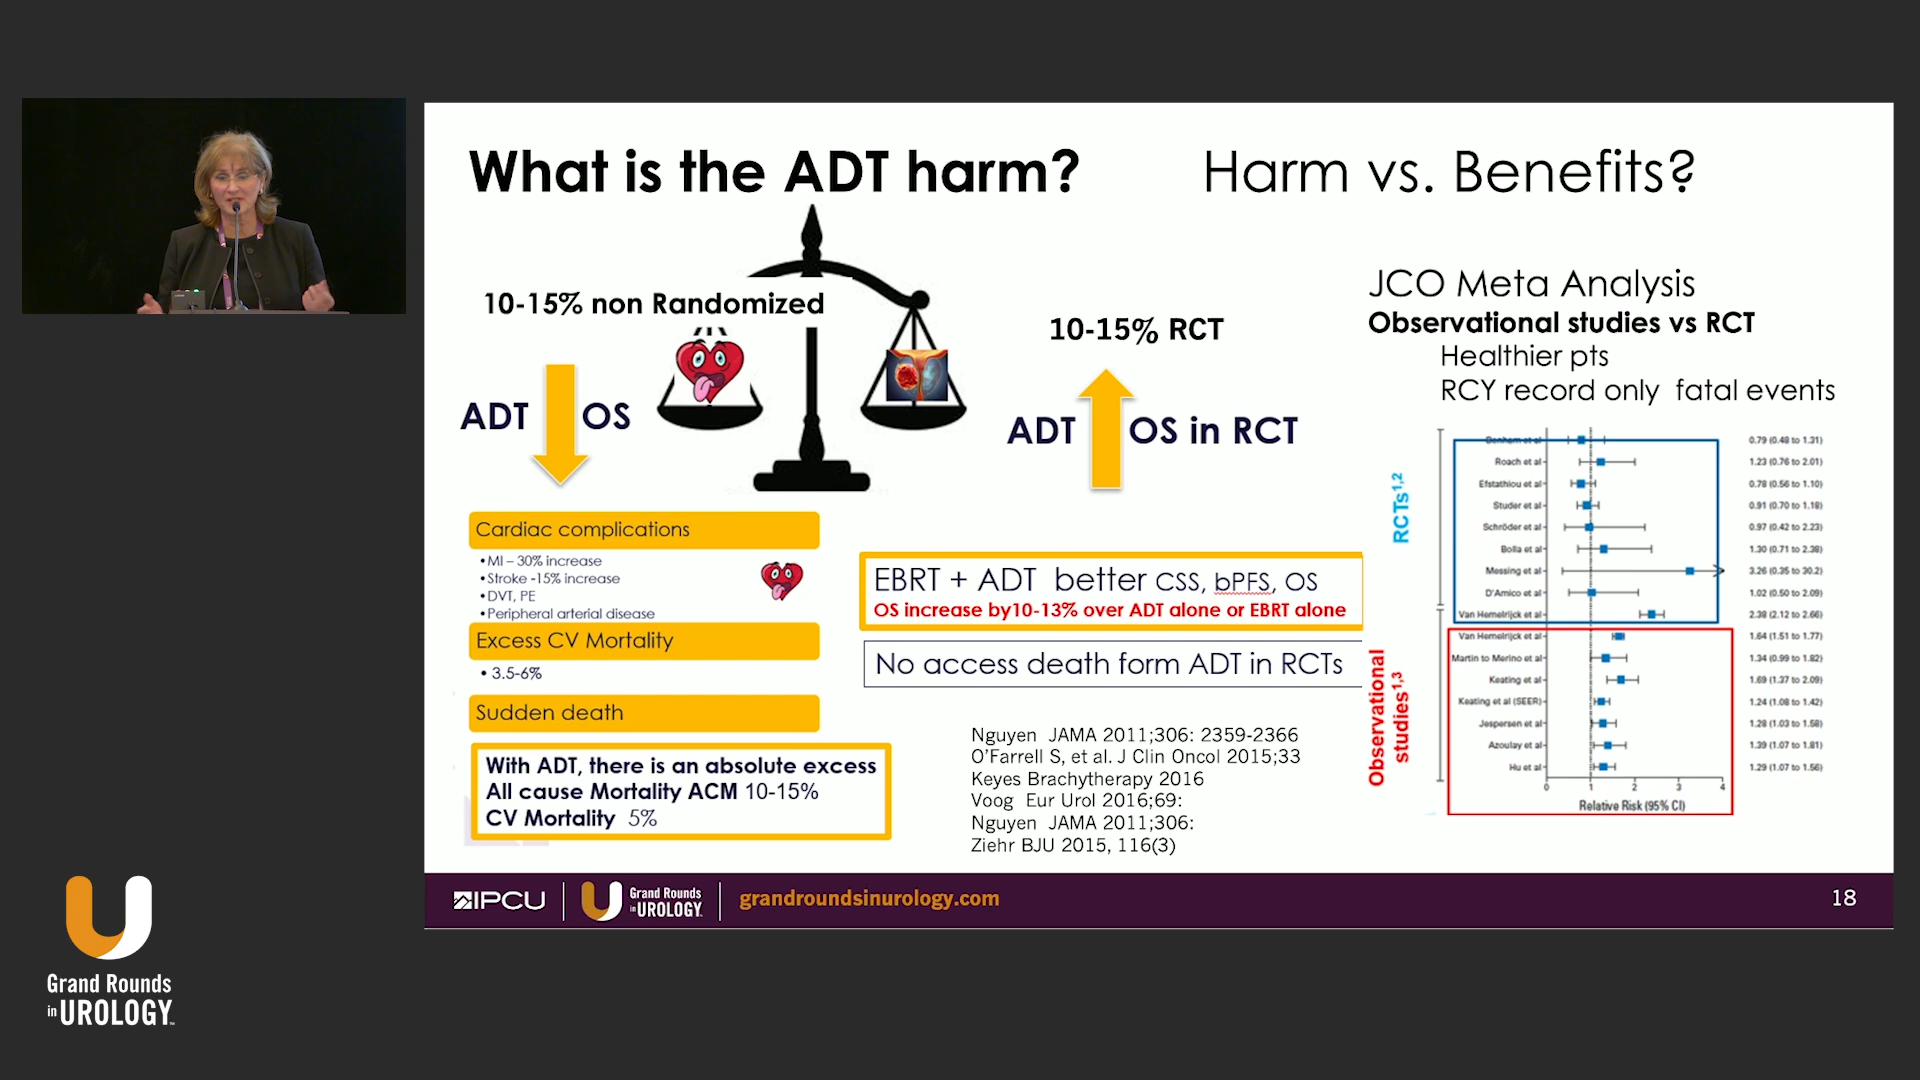 What is the ADT harm?
Harm vs. Benefits?
10-15% non Randomized
ADT OS
10-15% RCT
ADT OS in RCT
Cardiac complications
•MI – 30% increase
•Stroke -15% increase
•DVT, PE
•Peripheral arterial disease
Excess CV Mortality
• 3.5-6%
Sudden death
With ADT, there is an absolute excess
All cause Mortality ACM 10-15%
CV Mortality 5%
EBRT + ADT better CSS, bPFS, OS
OS increase by10-13% over ADT alone or EBRT alone
No access death form ADT in RCTs
Nguyen JAMA 2011;306: 2359-2366
O'Farrell S, et al. J Clin Oncol 2015;33
Keyes Brachytherapy 2016
Voog Eur Urol 2016;69:
Nguyen JAMA 2011;306:
Ziehr BJU 2015, 116(3)
JCO Meta Analysis
Observational studies vs RCT
Healthier pts
RCY record only fatal events
RCTs1,2
Observational
studies1,3
Denham et al 0.79 (0.48 to 1.31)
Roach et al 1.23 (0.76 to 2.01)
Efstathiou et al 0.78 (0.56 to 1.10)
Studer et al 0.91 (0.70 to 1.18)
Schröder et al 0.97 (0.42 to 2.23)
Bolla et al 1.30 (0.71 to 2.38)
Messing et al 3.26 (0.35 to 30.2)
D'Amico et al 1.02 (0.50 to 2.09)
Van Hemelrijck et al 2.38 (2.12 to 2.66)
Van Hemelrijck et al 1.64 (1.51 to 1.77)
Martin to Merino et al 1.34 (0.99 to 1.82)
Keating et al 1.69 (1.37 to 2.09)
Keating et al (SEER) 1.24 (1.08 to 1.42)
Jespersen et al 1.28 (1.03 to 1.58)
Azoulay et al 1.39 (1.07 to 1.81)
Hu et al 1.29 (1.07 to 1.56)
0 1 2 3 4
Relative Risk (95% CI)
IPCU
Grand Rounds
in UROLOGY
grandroundsinurology.com
18
Grand Rounds
in UROLOGY